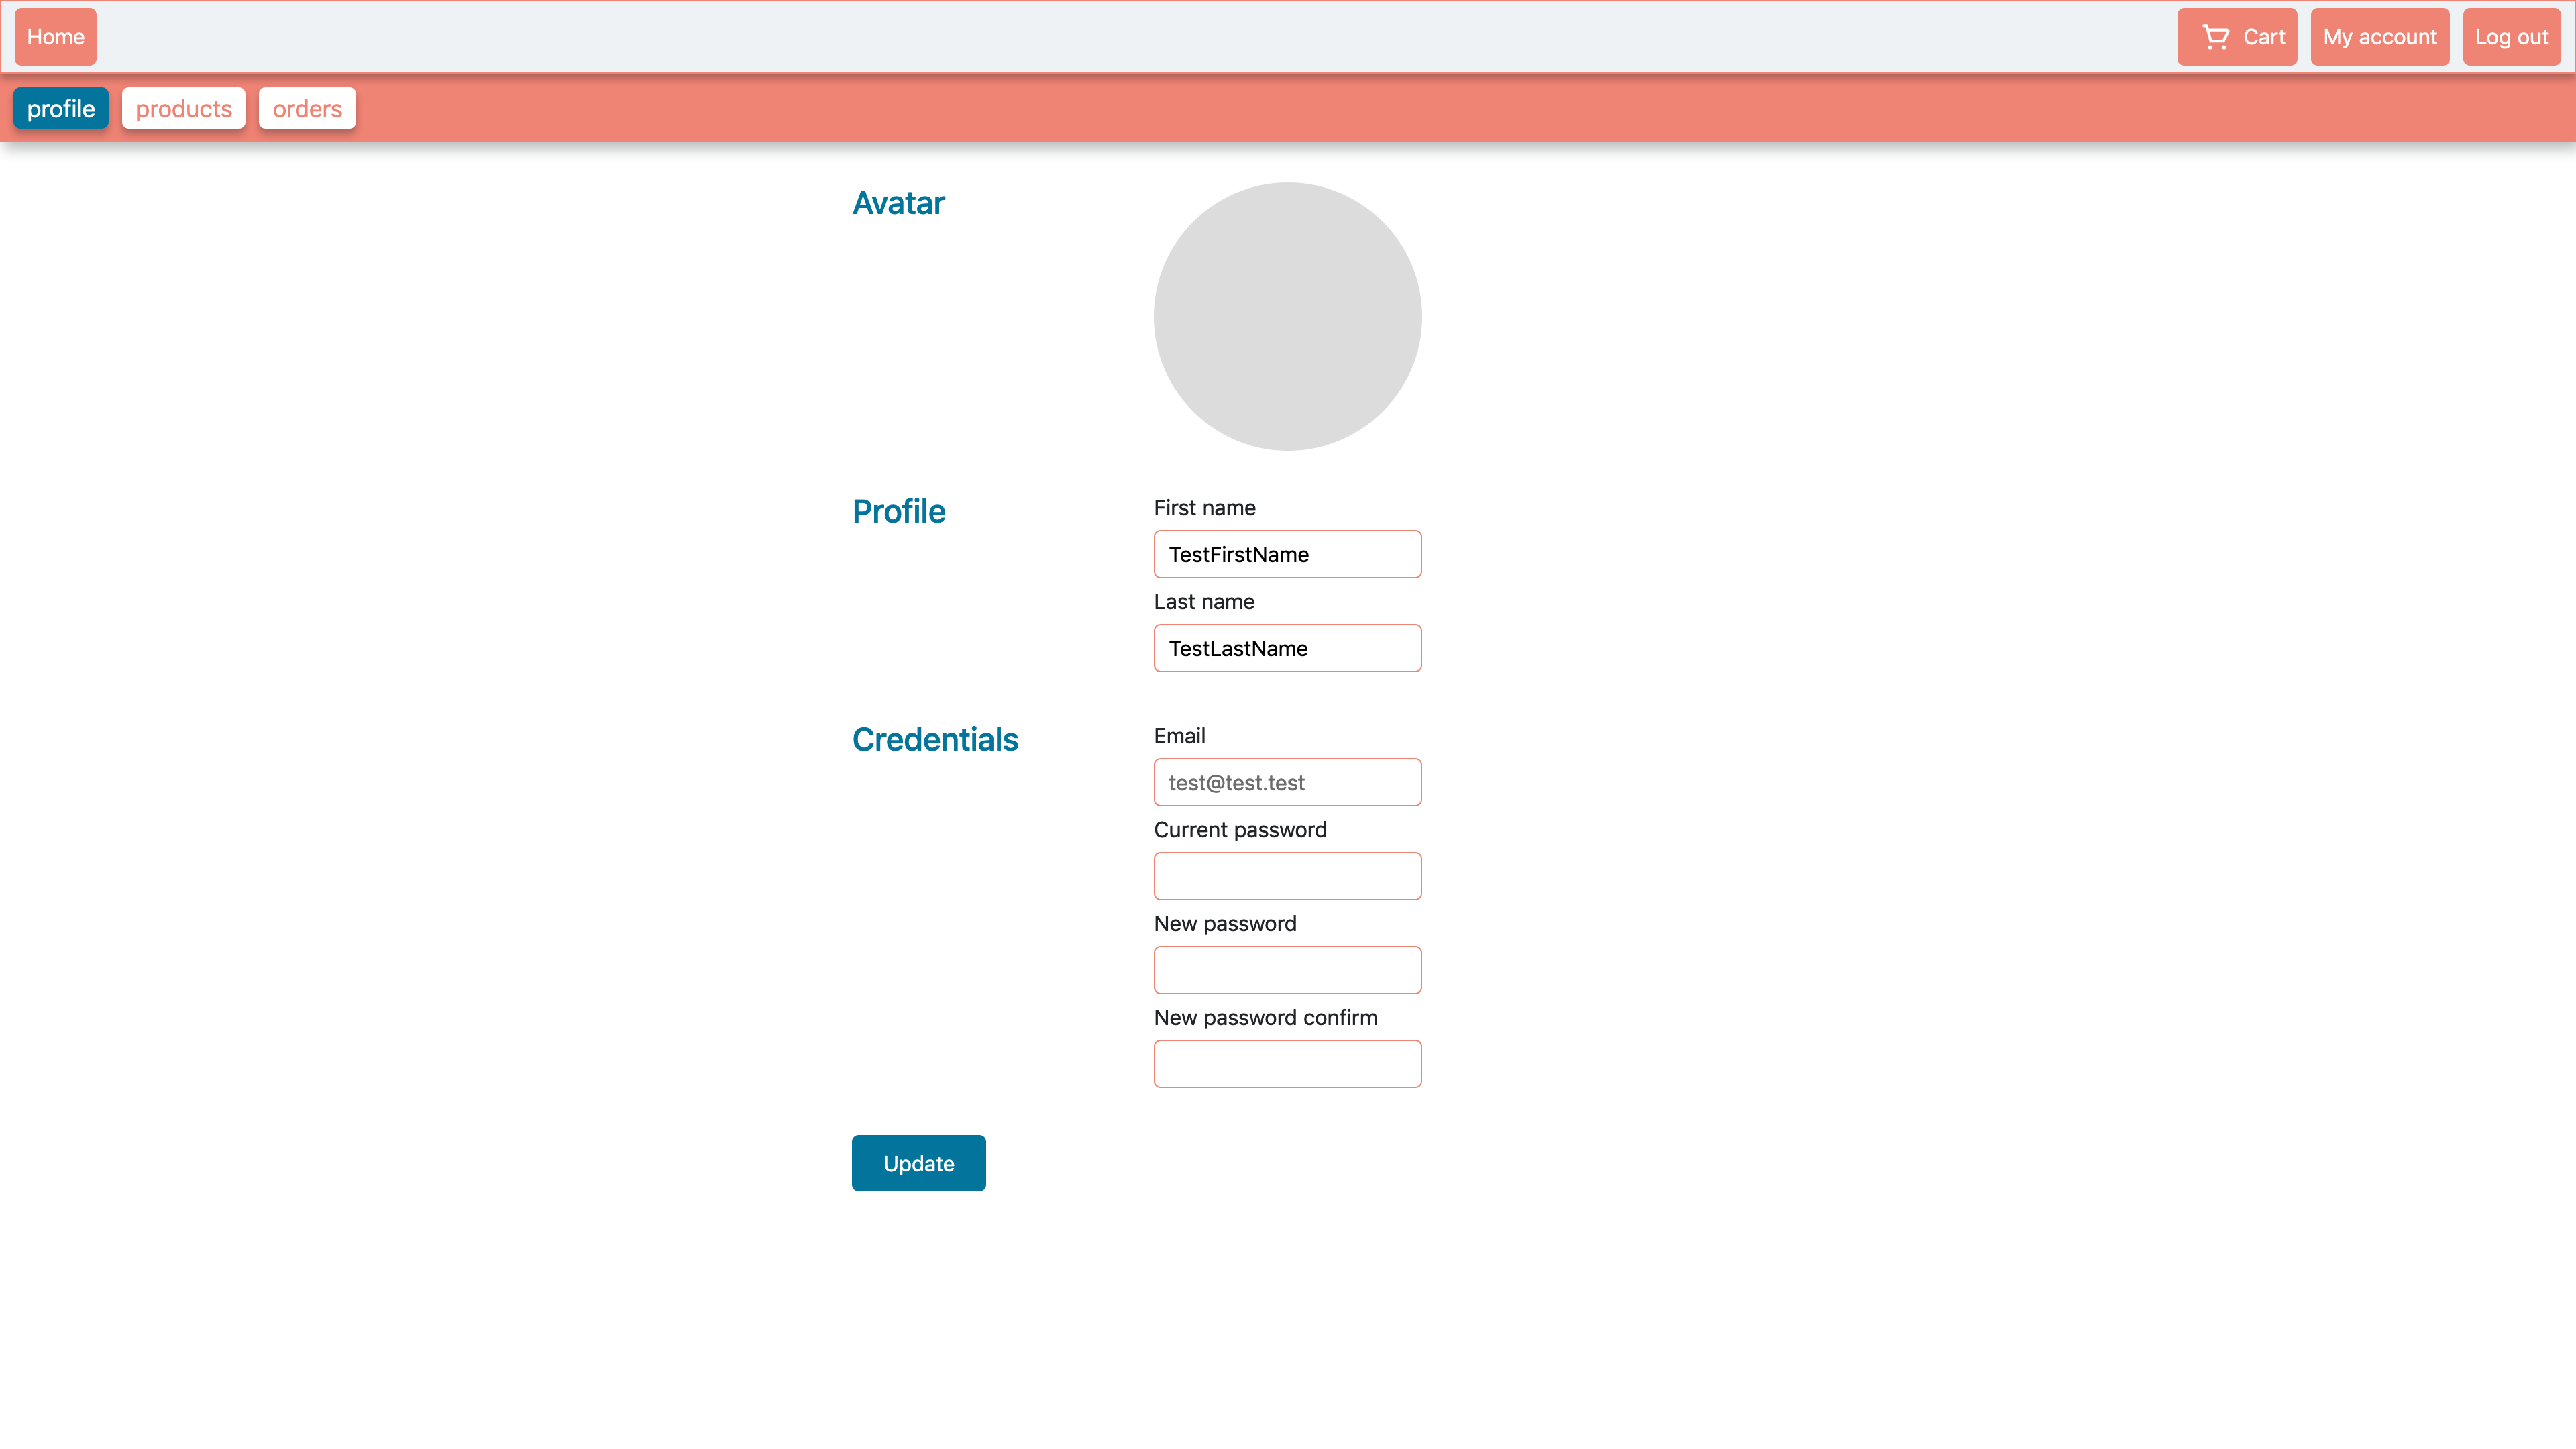 Home
Cart
My account
Log out
profile
products
orders
Avatar
Profile
First name
TestFirstName
Last name
TestLastName
Credentials
Email
test@test.test
Current password
New password
New password confirm
Update